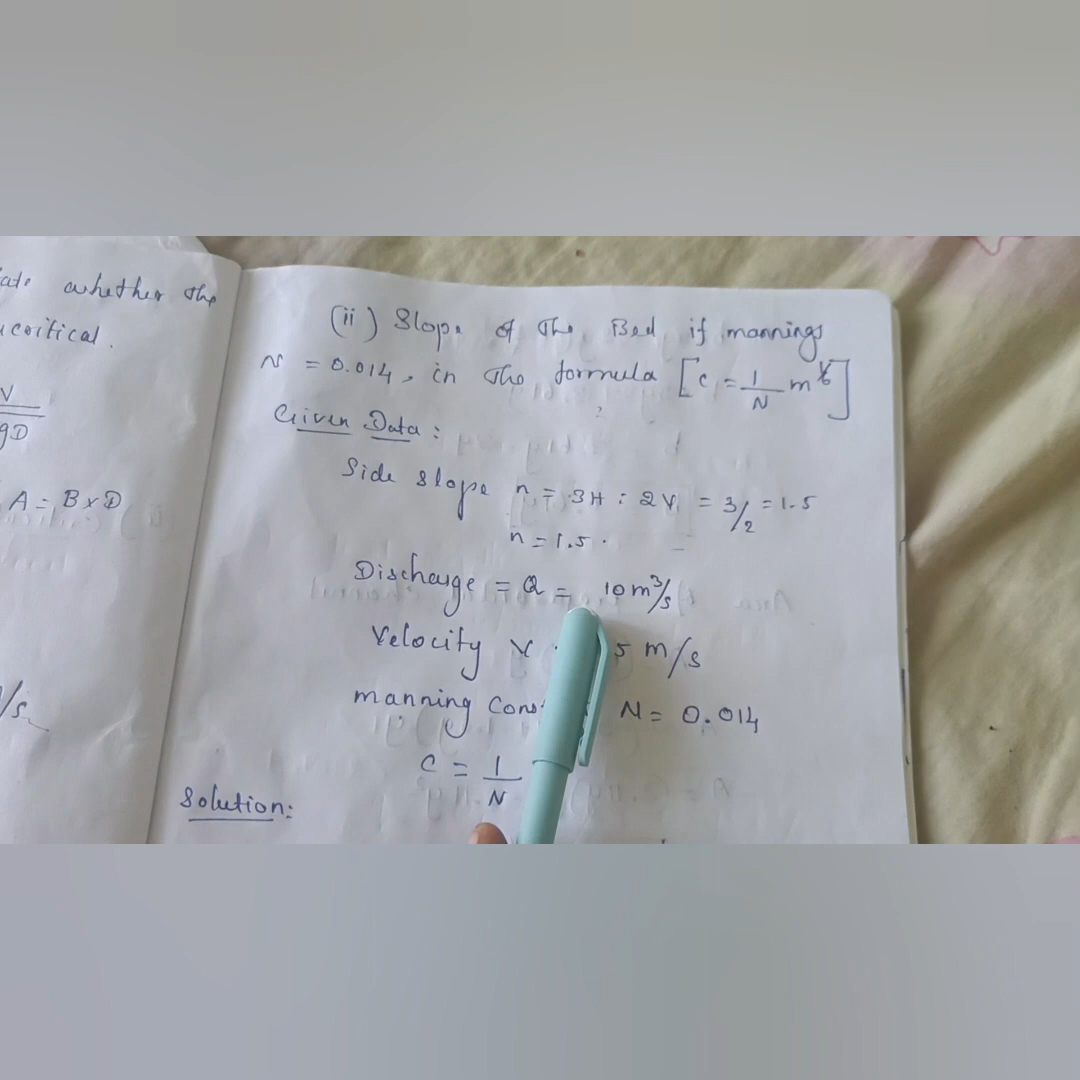 whether the
critical.
V
gD
A = B x D
/s
(ii) Slope of the Bed if mannings
N = 0.014, in the formula [C = 1/N m^1/6]
Given Data:
Side slope n = 3H : 2V = 3/2 = 1.5
n = 1.5.
Discharge = Q = 10 m³/s
Velocity V 5 m/s
manning N = 0.014
C = 1/N
Solution: